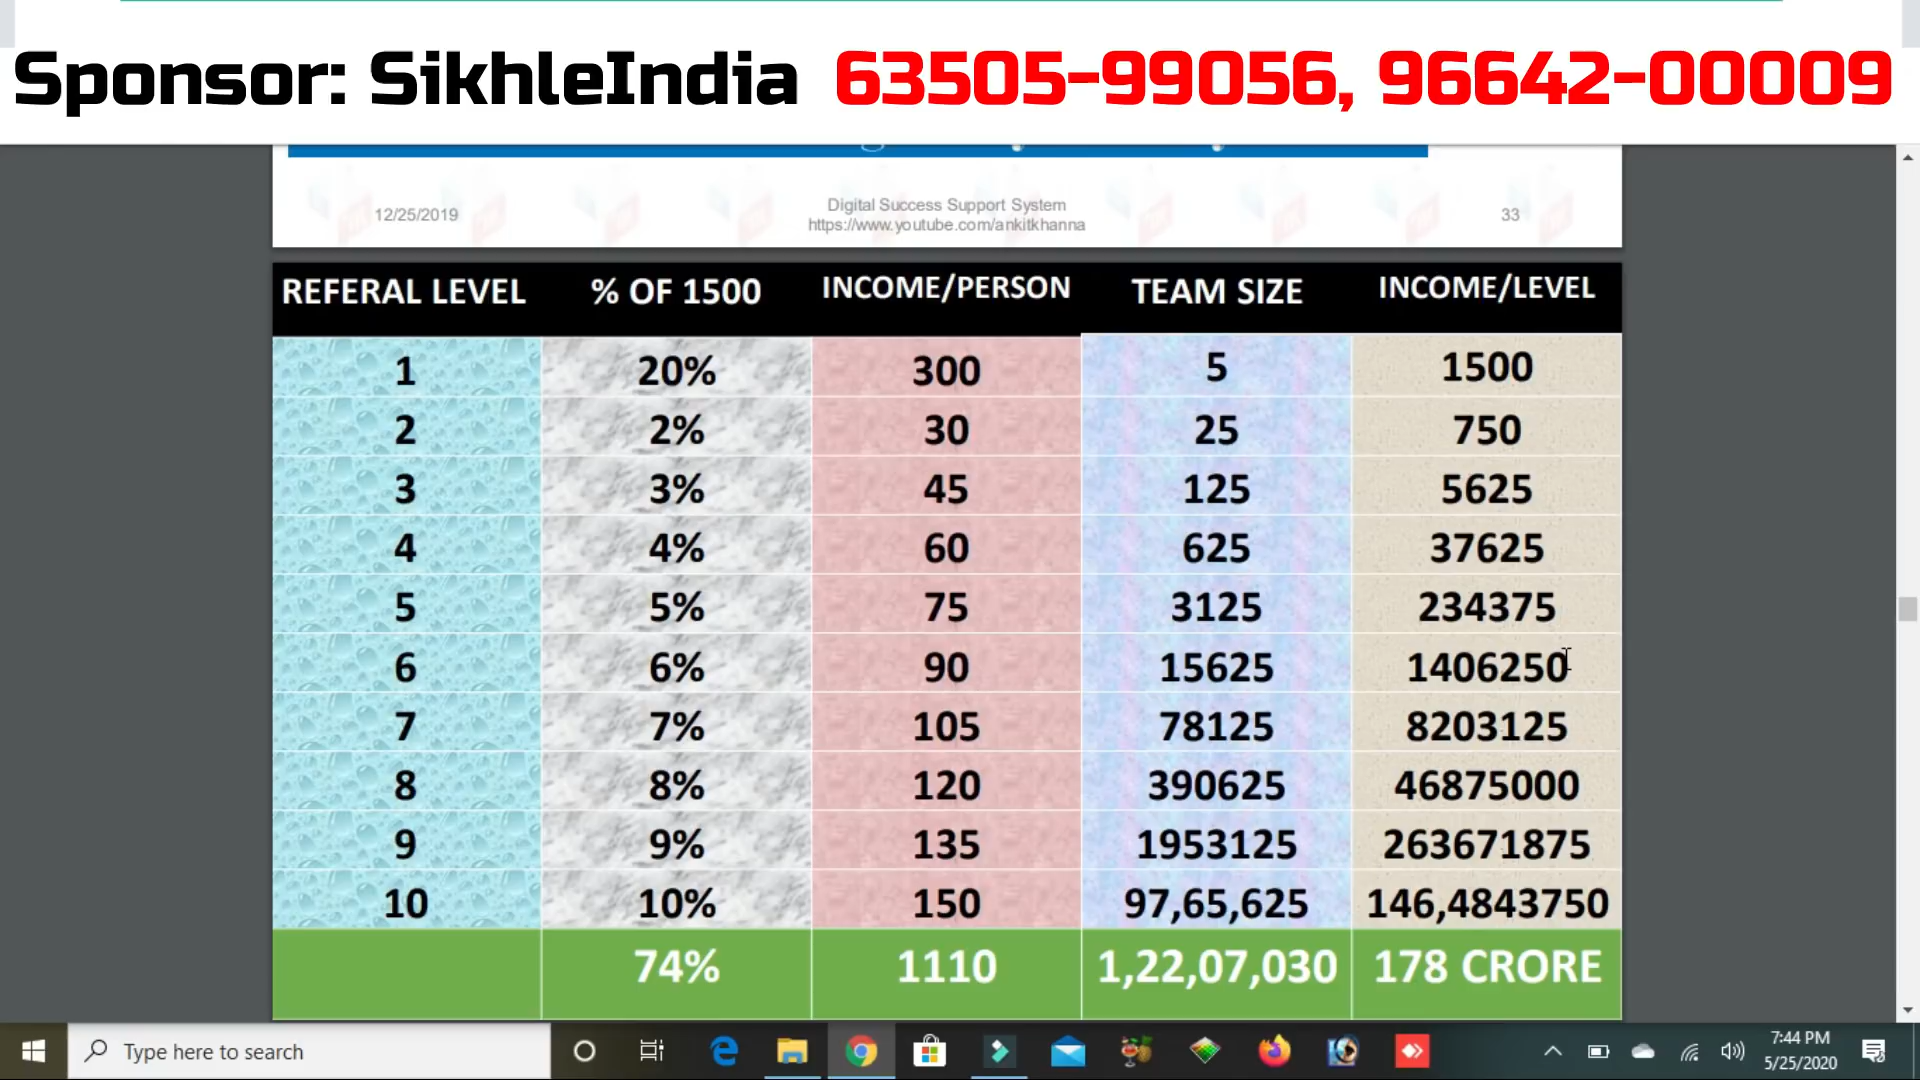 Sponsor: SikhleIndia 63505-99056, 96642-00009
12/25/2019
Digital Success Support System
https://www.youtube.com/ankitkhanna
33
REFERAL LEVEL % OF 1500 INCOME/PERSON TEAM SIZE INCOME/LEVEL
1 20% 300 5 1500
2 2% 30 25 750
3 3% 45 125 5625
4 4% 60 625 37625
5 5% 75 3125 234375
6 6% 90 15625 1406250
7 7% 105 78125 8203125
8 8% 120 390625 46875000
9 9% 135 1953125 263671875
10 10% 150 97,65,625 146,4843750
74% 1110 1,22,07,030 178 CRORE
Type here to search
7:44 PM
5/25/2020